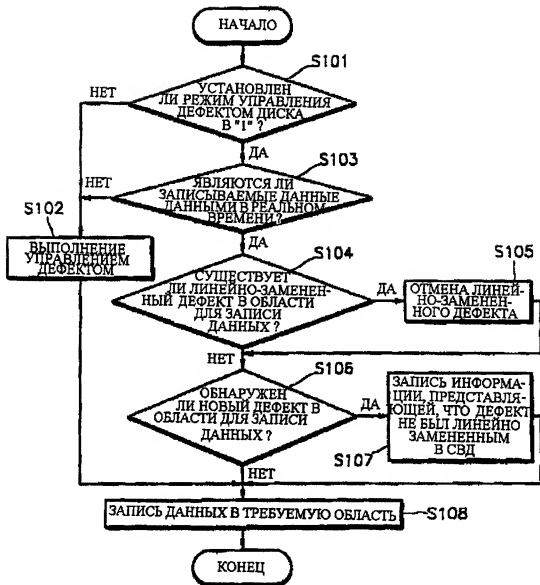 НАЧАЛО
S101
НЕТ
УСТАНОВЛЕН
ЛИ РЕЖИМ УПРАВЛЕНИЯ
ДЕФЕКТОМ ДИСКА
В "1" ?
ДА
S103
НЕТ
ЯВЛЯЮТСЯ ЛИ
ЗАПИСЫВАЕМЫЕ ДАННЫЕ
ДАННЫМИ В РЕАЛЬНОМ
ВРЕМЕНИ ?
S102
ВЫПОЛНЕНИЕ
УПРАВЛЕНИЕМ
ДЕФЕКТОМ
ДА
S104
СУЩЕСТВУЕТ
ЛИ ЛИНЕЙНО-ЗАМЕНЕН-
НЫЙ ДЕФЕКТ В ОБЛАСТИ
ДЛЯ ЗАПИСИ
ДАННЫХ ?
ДА
S105
ОТМЕНА ЛИНЕЙ-
НО-ЗАМЕНЕН-
НОГО ДЕФЕКТА
НЕТ
S106
ОБНАРУЖЕН
ЛИ НОВЫЙ ДЕФЕКТ В
ОБЛАСТИ ДЛЯ ЗАПИСИ
ДАННЫХ ?
ДА
ЗАПИСЬ ИНФОРМА-
ЦИИ, ПРЕДСТАВЛЯ-
ЮЩЕЙ, ЧТО ДЕФЕКТ
НЕ БЫЛ ЛИНЕЙНО
ЗАМЕНЕННЫМ
В СВД
S107
НЕТ
ЗАПИСЬ ДАННЫХ В ТРЕБУЕМУЮ ОБЛАСТЬ
S108
КОНЕЦ